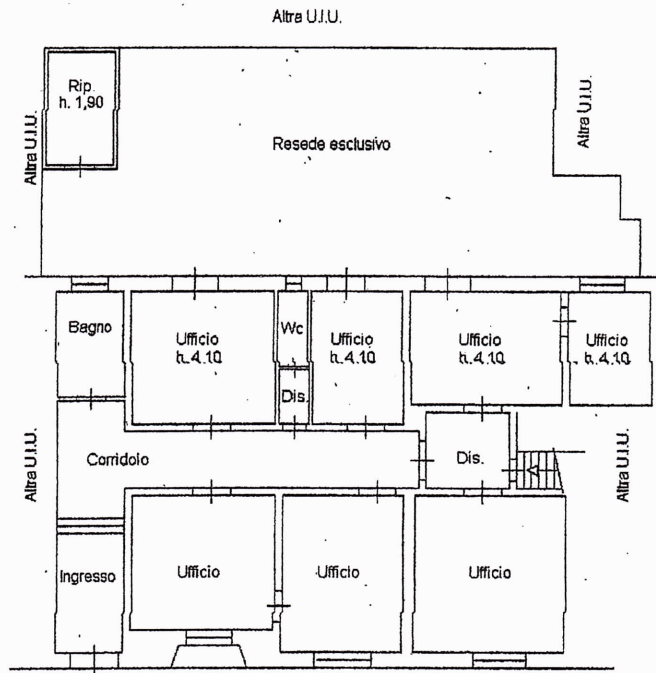 Altra U.I.U.
Rip.
h. 1,90
Altra U.I.U.
Resede esclusivo
Altra U.I.U.
Bagno
Ufficio
h. 4.10
Wc
Ufficio
h. 4.10
Ufficio
h. 4.10
Ufficio
h. 4.10
Dis.
Corridoio
Dis.
Altra U.I.U.
Altra U.I.U.
Ingresso
Ufficio
Ufficio
Ufficio